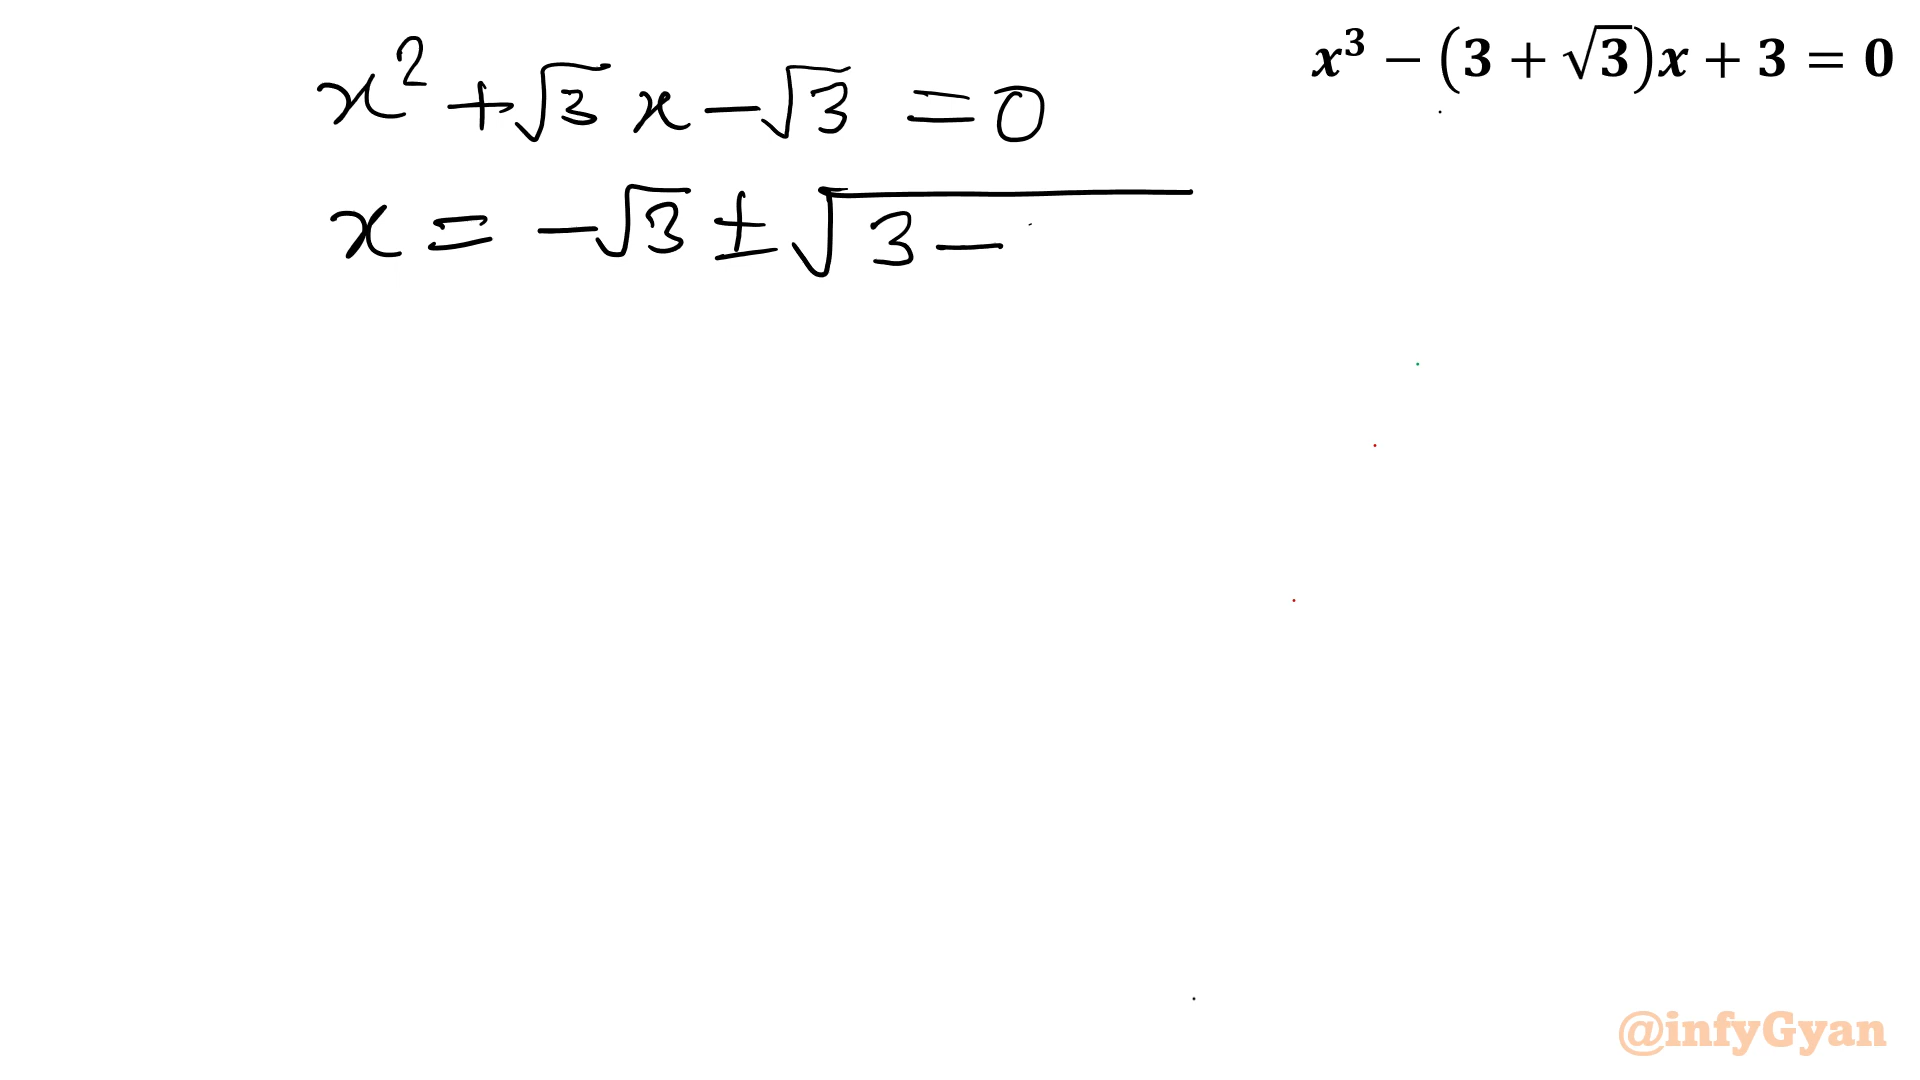 x³ − (3 + √3)x + 3 = 0
x² + √3 x − √3 = 0
x = −√3 ± √3 −
@infyGyan